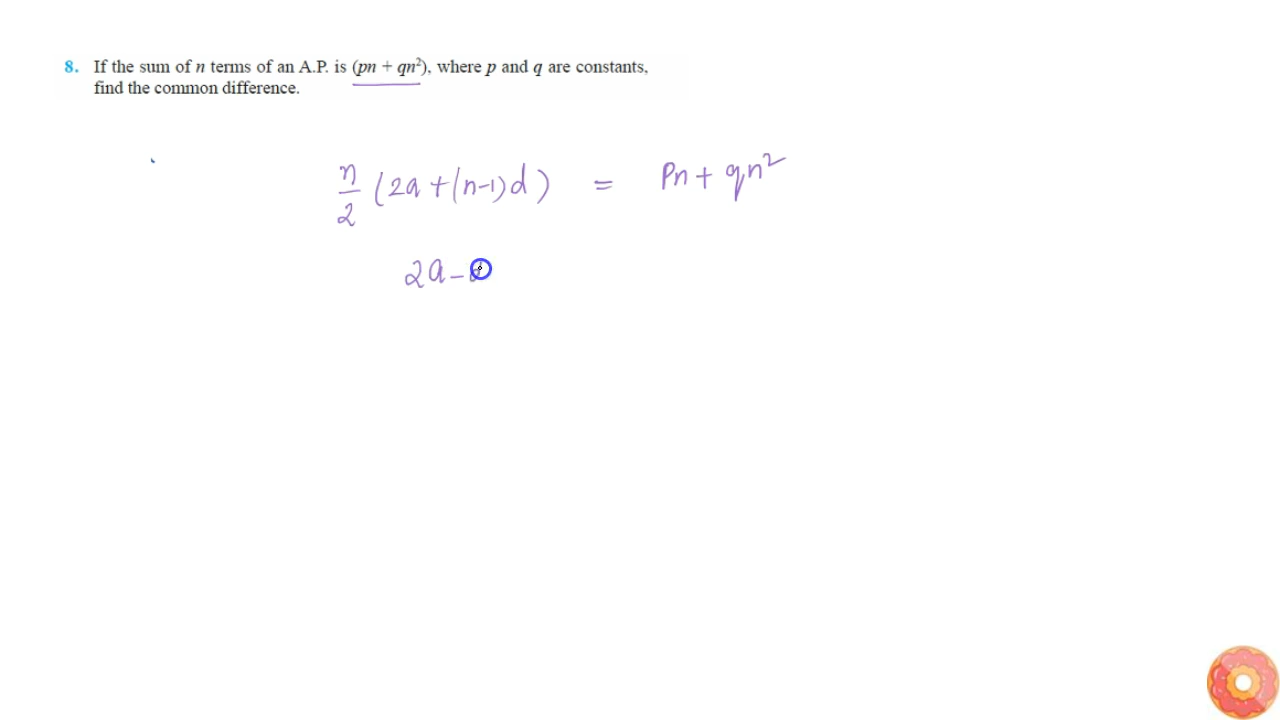 8. If the sum of n terms of an A.P. is (pn + qn²), where p and q are constants,
find the common difference.
n/2 (2a + (n-1)d) = Pn + qn²
2a -